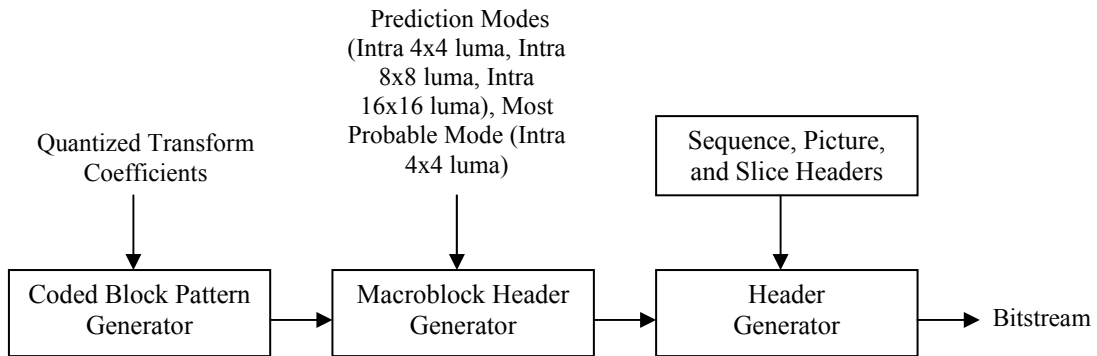 Prediction Modes
(Intra 4x4 luma, Intra
8x8 luma, Intra
16x16 luma), Most
Probable Mode (Intra
4x4 luma)
Quantized Transform
Coefficients
Sequence, Picture,
and Slice Headers
Coded Block Pattern
Generator
Macroblock Header
Generator
Header
Generator
Bitstream